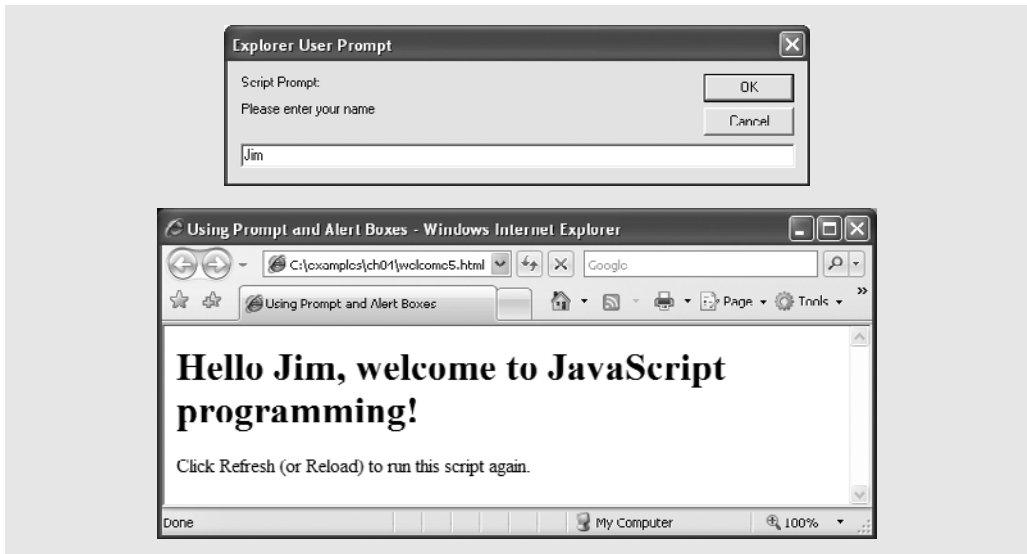 Explorer User Prompt
Script Prompt:
OK
Please enter your name
Cancel
Jim
Using Prompt and Alert Boxes - Windows Internet Explorer
C:\examples\ch04\welcome5.html
Google
Using Prompt and Alert Boxes
Page
Tools
»
Hello Jim, welcome to JavaScript
programming!
Click Refresh (or Reload) to run this script again.
Done
My Computer
100%